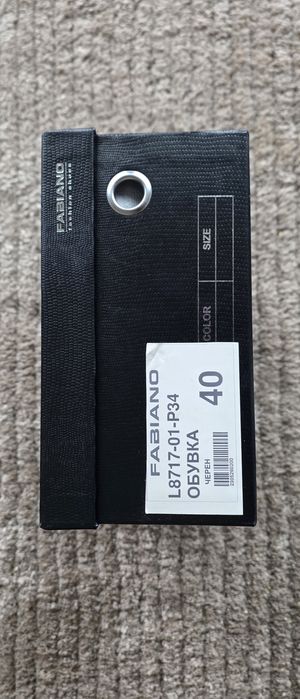 FABIANO
fashion shoes
COLOR
SIZE
FABIANO
L8717-01-P34
ОБУВКА
ЧЕРЕН
40